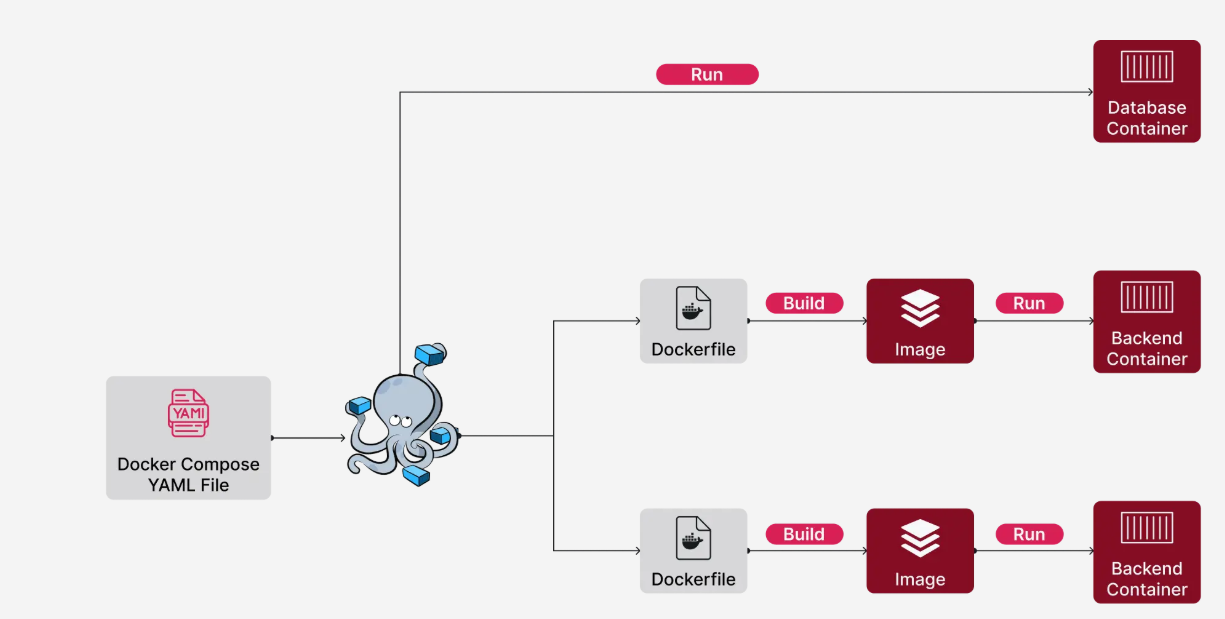 Run
Database
Container
Build
Run
Dockerfile
Image
Backend
Container
YAMI
Docker Compose
YAML File
Build
Run
Dockerfile
Image
Backend
Container